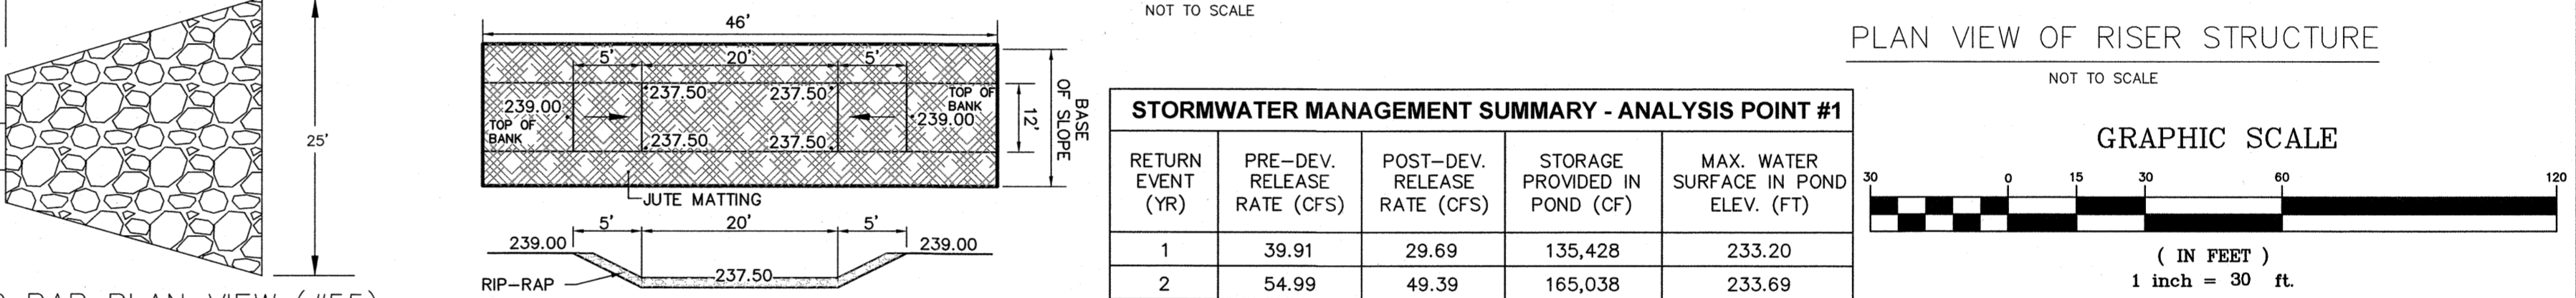 25'
46'
5' 20' 5'
239.00 237.50 237.50 TOP OF BANK
TOP OF BANK 239.00
237.50 237.50
12'
BASE OF SLOPE
JUTE MATTING
5' 20' 5'
239.00 239.00
237.50
RIP-RAP
NOT TO SCALE
STORMWATER MANAGEMENT SUMMARY - ANALYSIS POINT #1
RETURN EVENT (YR) PRE-DEV. RELEASE RATE (CFS) POST-DEV. RELEASE RATE (CFS) STORAGE PROVIDED IN POND (CF) MAX. WATER SURFACE IN POND ELEV. (FT)
1 39.91 29.69 135,428 233.20
2 54.99 49.39 165,038 233.69
PLAN VIEW OF RISER STRUCTURE
NOT TO SCALE
GRAPHIC SCALE
30 0 15 30 60 120
( IN FEET )
1 inch = 30 ft.